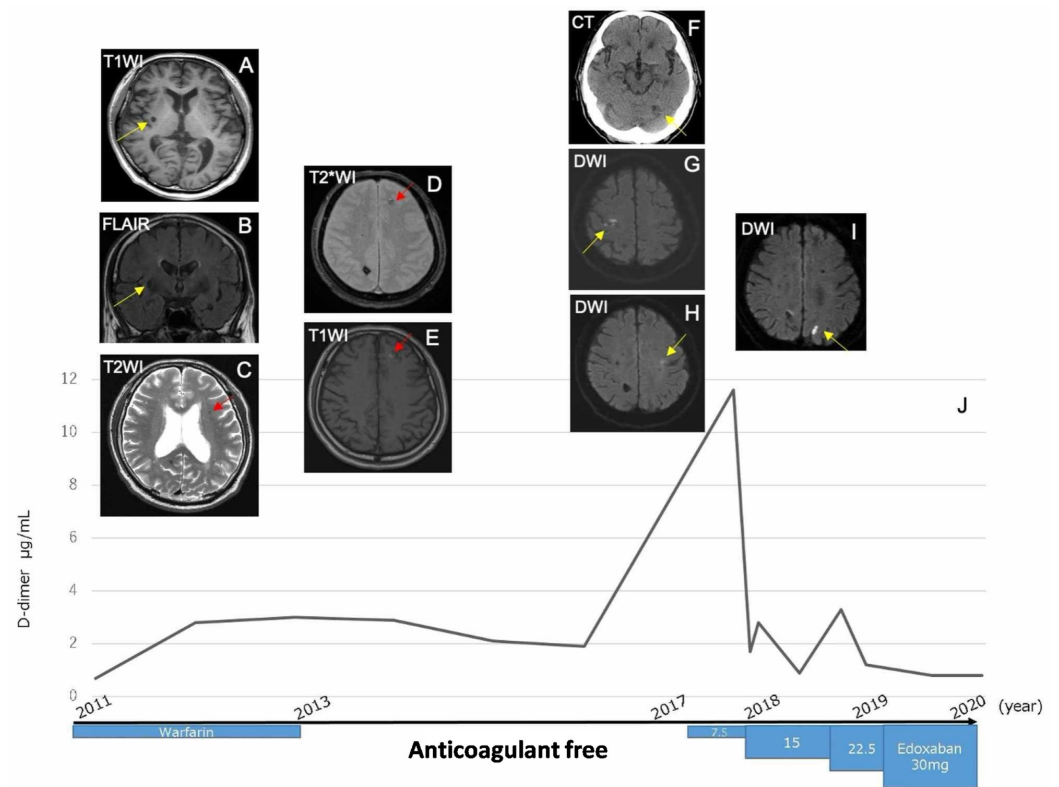 T1WI A
FLAIR B
T2WI C
T2*WI D
T1WI E
CT F
DWI G
DWI H
DWI I
J
12
10
8
6
4
2
0
D-dimer µg/mL
2011 2013 2017 2018 2019 2020 (year)
Warfarin
Anticoagulant free
7.5
15
22.5
Edoxaban
30mg